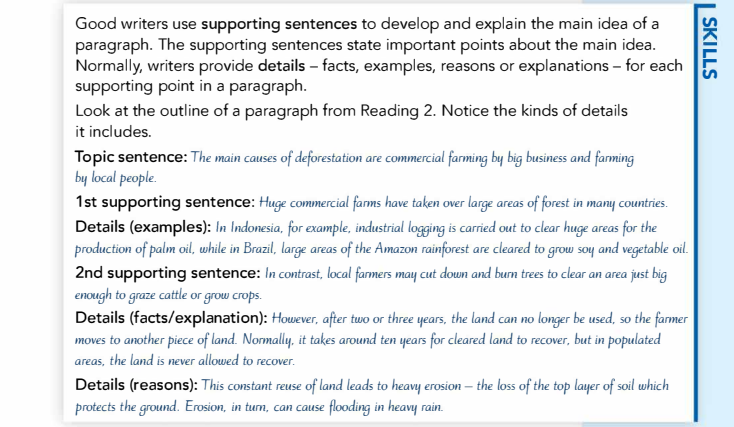 Good writers use supporting sentences to develop and explain the main idea of a
paragraph. The supporting sentences state important points about the main idea.
Normally, writers provide details – facts, examples, reasons or explanations – for each
supporting point in a paragraph.
Look at the outline of a paragraph from Reading 2. Notice the kinds of details
it includes.
Topic sentence: The main causes of deforestation are commercial farming by big business and farming
by local people.
1st supporting sentence: Huge commercial farms have taken over large areas of forest in many countries.
Details (examples): In Indonesia, for example, industrial logging is carried out to clear huge areas for the
production of palm oil, while in Brazil, large areas of the Amazon rainforest are cleared to grow soy and vegetable oil.
2nd supporting sentence: In contrast, local farmers may cut down and burn trees to clear an area just big
enough to graze cattle or grow crops.
Details (facts/explanation): However, after two or three years, the land can no longer be used, so the farmer
moves to another piece of land. Normally, it takes around ten years for cleared land to recover, but in populated
areas, the land is never allowed to recover.
Details (reasons): This constant reuse of land leads to heavy erosion – the loss of the top layer of soil which
protects the ground. Erosion, in turn, can cause flooding in heavy rain.
SKILLS